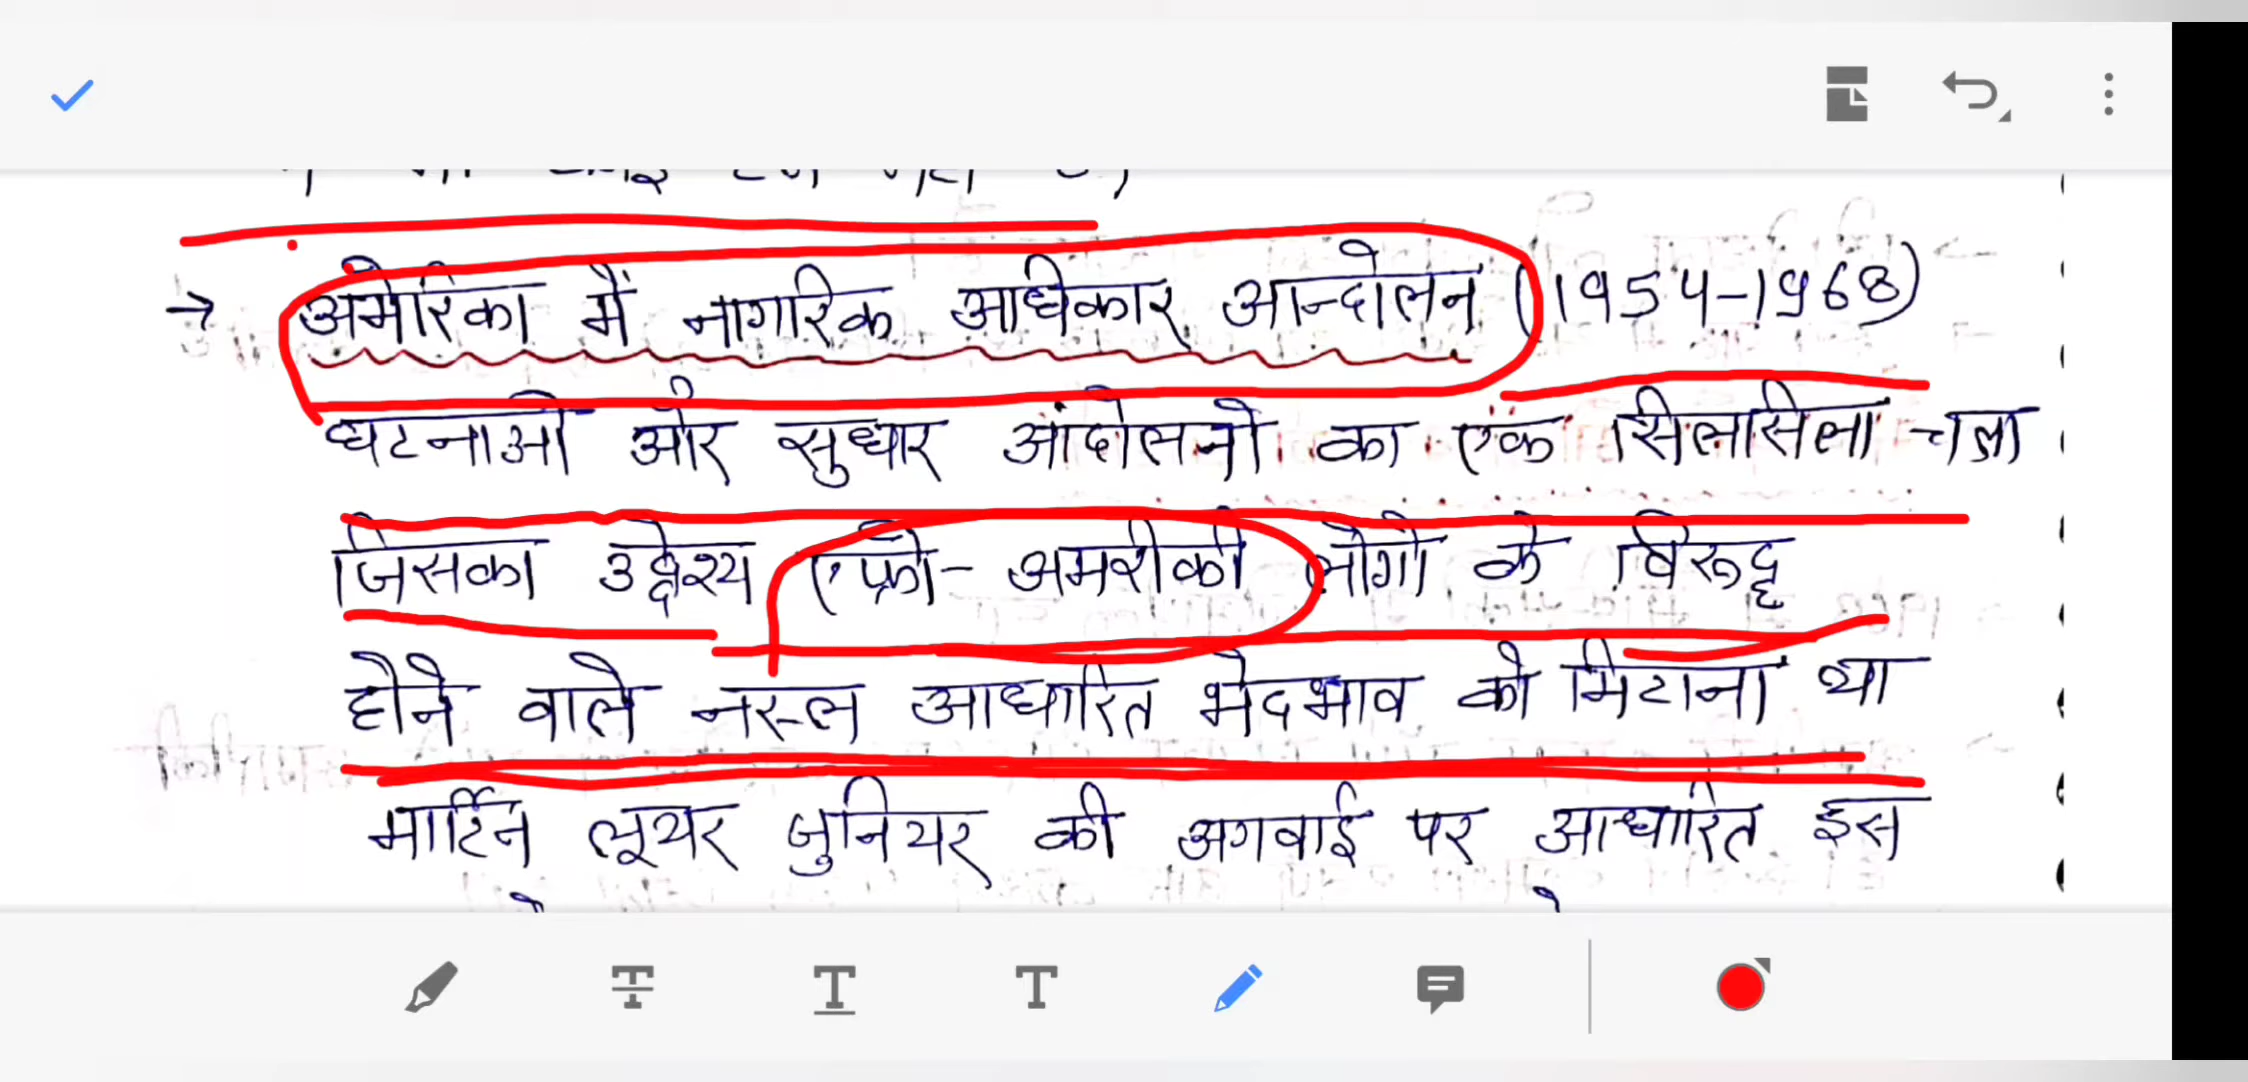 → अमेरिका में नागरिक अधिकार आन्दोलन (1954-1968)
घटनाओं और सुधार आंदोलनो का एक सिलसिला चला
जिसका उद्देश्य एफ्रो-अमरीकी लोगो के विरूद्ध
होने वाले नस्ल आधारित भेदभाव को मिटाना था
मार्टिन लूथर जुनियर की अगवाई पर आधारित इस